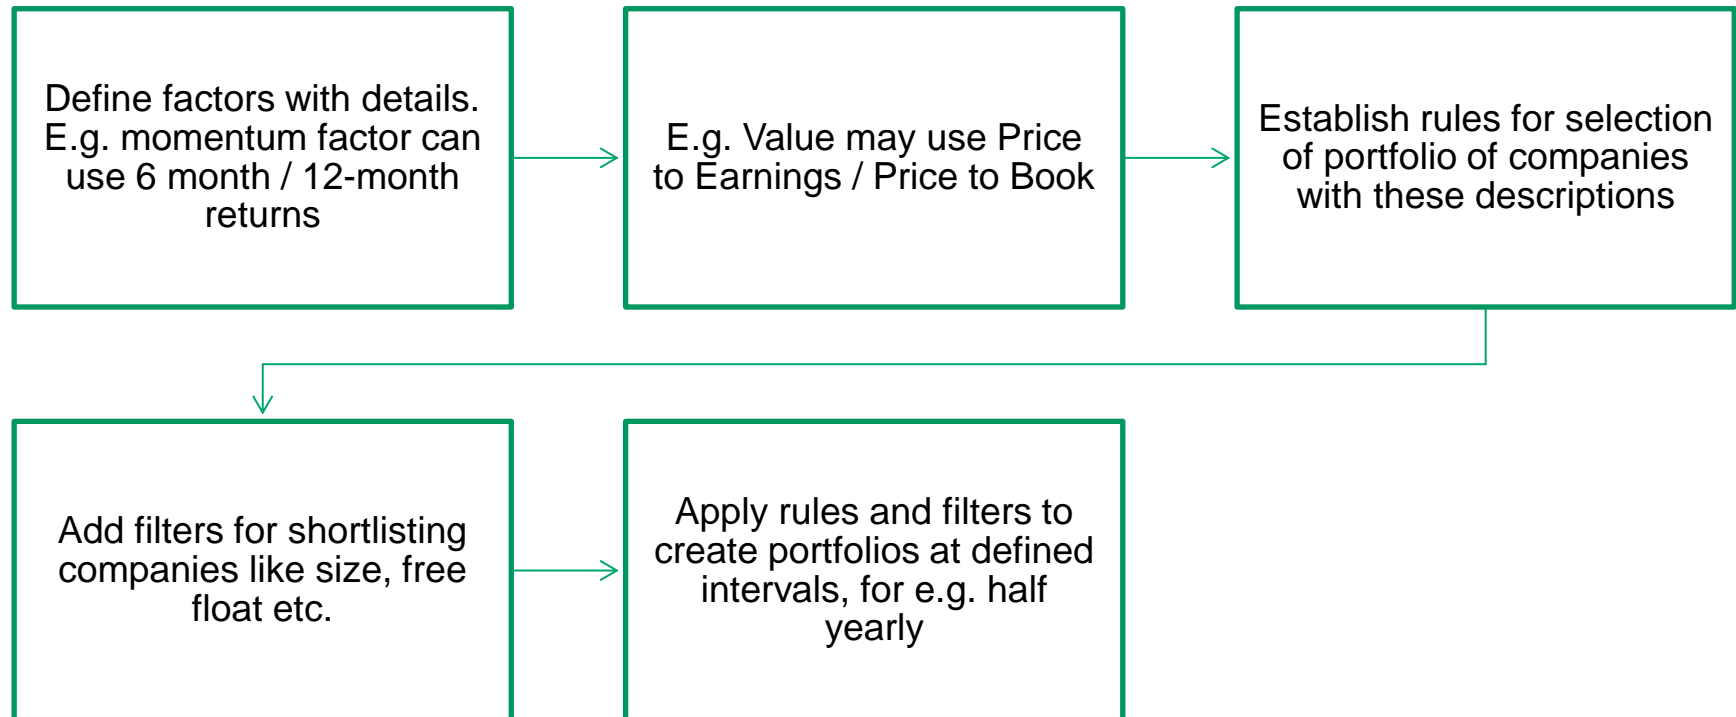 Define factors with details.
E.g. momentum factor can
use 6 month / 12-month
returns
E.g. Value may use Price
to Earnings / Price to Book
Establish rules for selection
of portfolio of companies
with these descriptions
Add filters for shortlisting
companies like size, free
float etc.
Apply rules and filters to
create portfolios at defined
intervals, for e.g. half
yearly